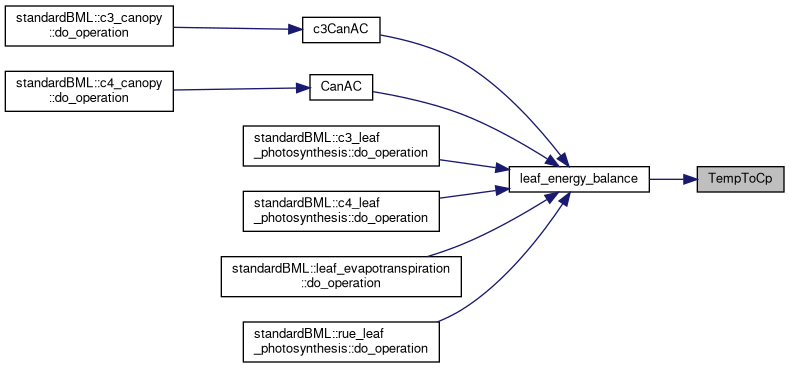 standardBML::c3_canopy
::do_operation
c3CanAC
standardBML::c4_canopy
::do_operation
CanAC
standardBML::c3_leaf
_photosynthesis::do_operation
leaf_energy_balance
TempToCp
standardBML::c4_leaf
_photosynthesis::do_operation
standardBML::leaf_evapotranspiration
::do_operation
standardBML::rue_leaf
_photosynthesis::do_operation